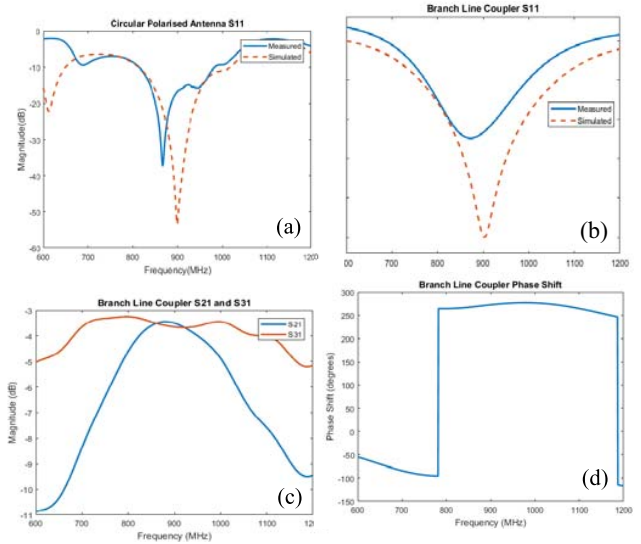 Circular Polarised Antenna S11
Measured
Simulated
(a)
Magnitude(dB)
0
-10
-20
-30
-40
-50
-60
600 700 800 900 1000 1100 1200
Frequency(MHz)
Branch Line Coupler S11
Measured
Simulated
(b)
00 700 800 900 1000 1100 1200
Branch Line Coupler S21 and S31
S21
S31
(c)
Magnitude (dB)
-3
-4
-5
-6
-7
-8
-9
-10
-11
600 700 800 900 1000 1100 1200
Frequency (MHz)
Branch Line Coupler Phase Shift
(d)
Phase Shift (degrees)
300
250
200
150
100
50
0
-50
-100
-150
600 700 800 900 1000 1100 1200
Frequency (MHz)